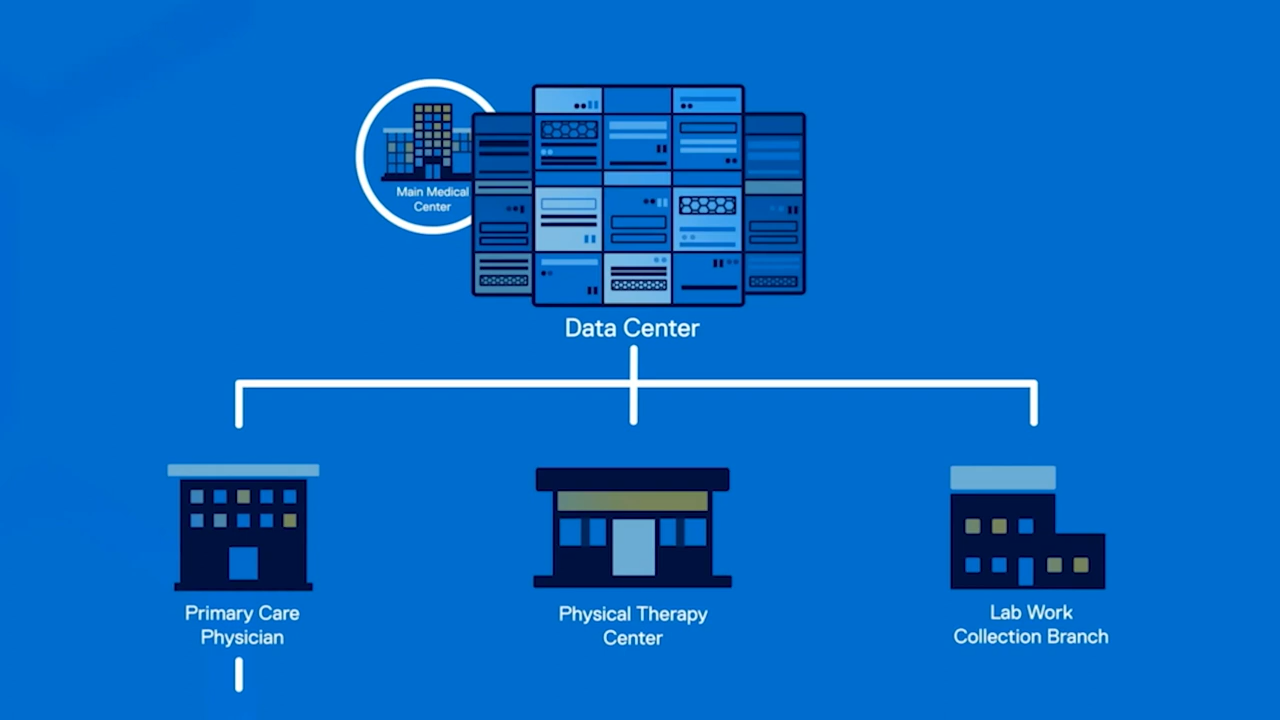 Main Medical
Center
Data Center
Primary Care
Physician
Physical Therapy
Center
Lab Work
Collection Branch